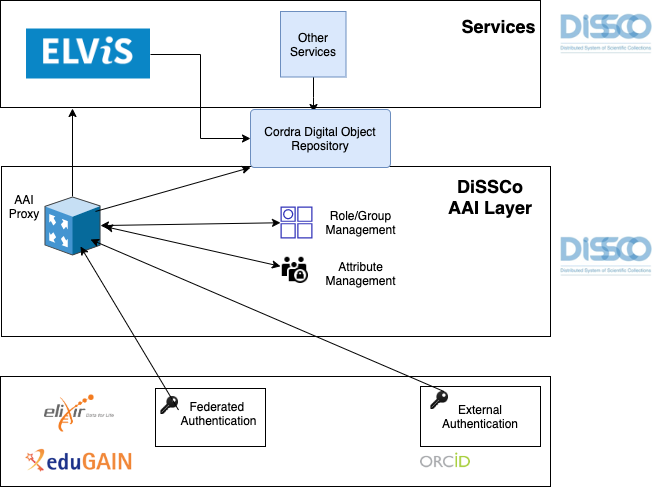 Services
DiSSCo
Distributed System of Scientific Collections
ELViS
Other
Services
Cordra Digital Object
Repository
DiSSCo
AAI Layer
AAI
Proxy
Role/Group
Management
Attribute
Management
DiSSCo
Distributed System of Scientific Collections
elixir
Data for Life
Federated
Authentication
External
Authentication
eduGAIN
ORCID